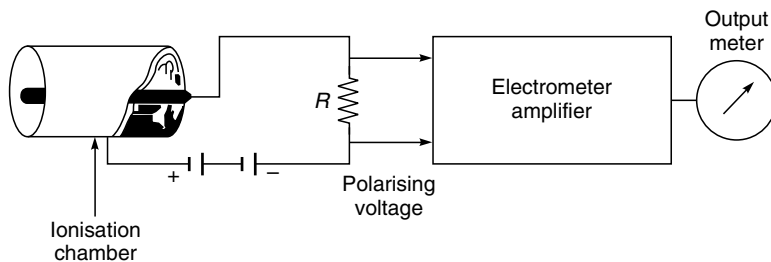 Output
meter
Electrometer
amplifier
R
+
–
Polarising
voltage
Ionisation
chamber